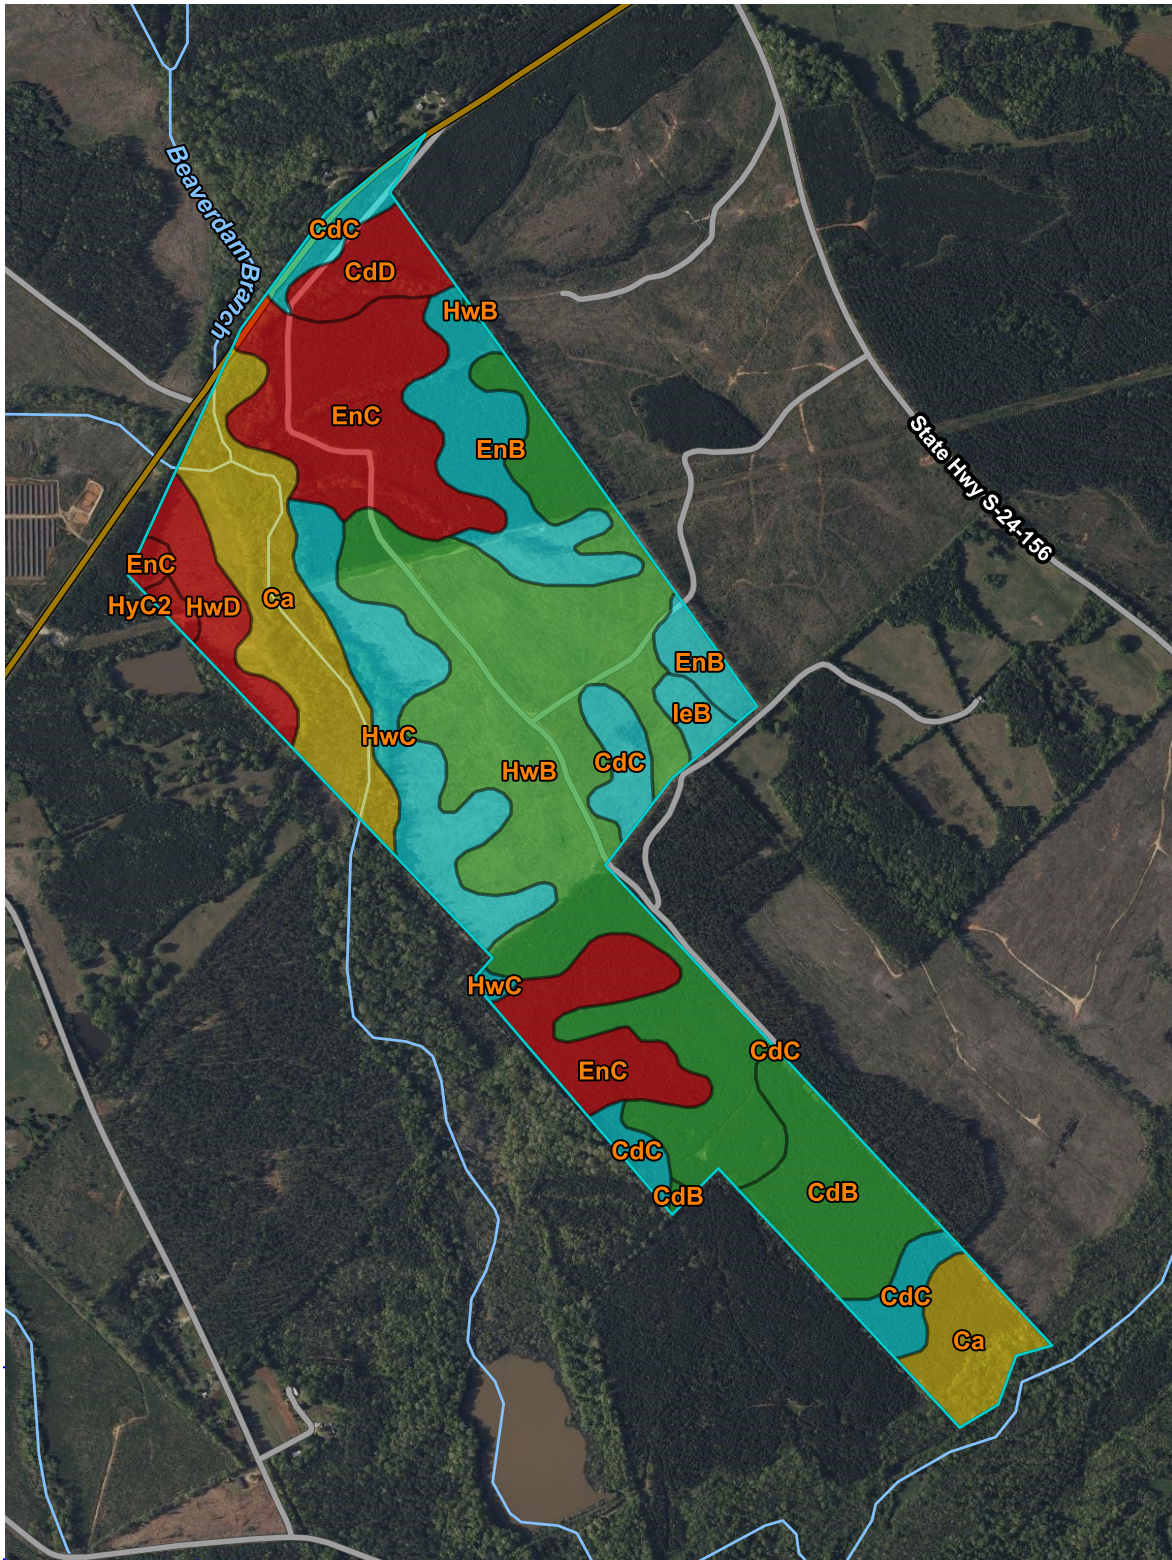 Beaverdam Branch
CdC
CdD
HwB
EnC
EnB
State Hwy S-24-156
EnC
HyC2
HwD
Ca
EnB
IeB
HwC
CdC
HwB
HwC
CdC
EnC
CdC
CdB
CdB
CdC
Ca